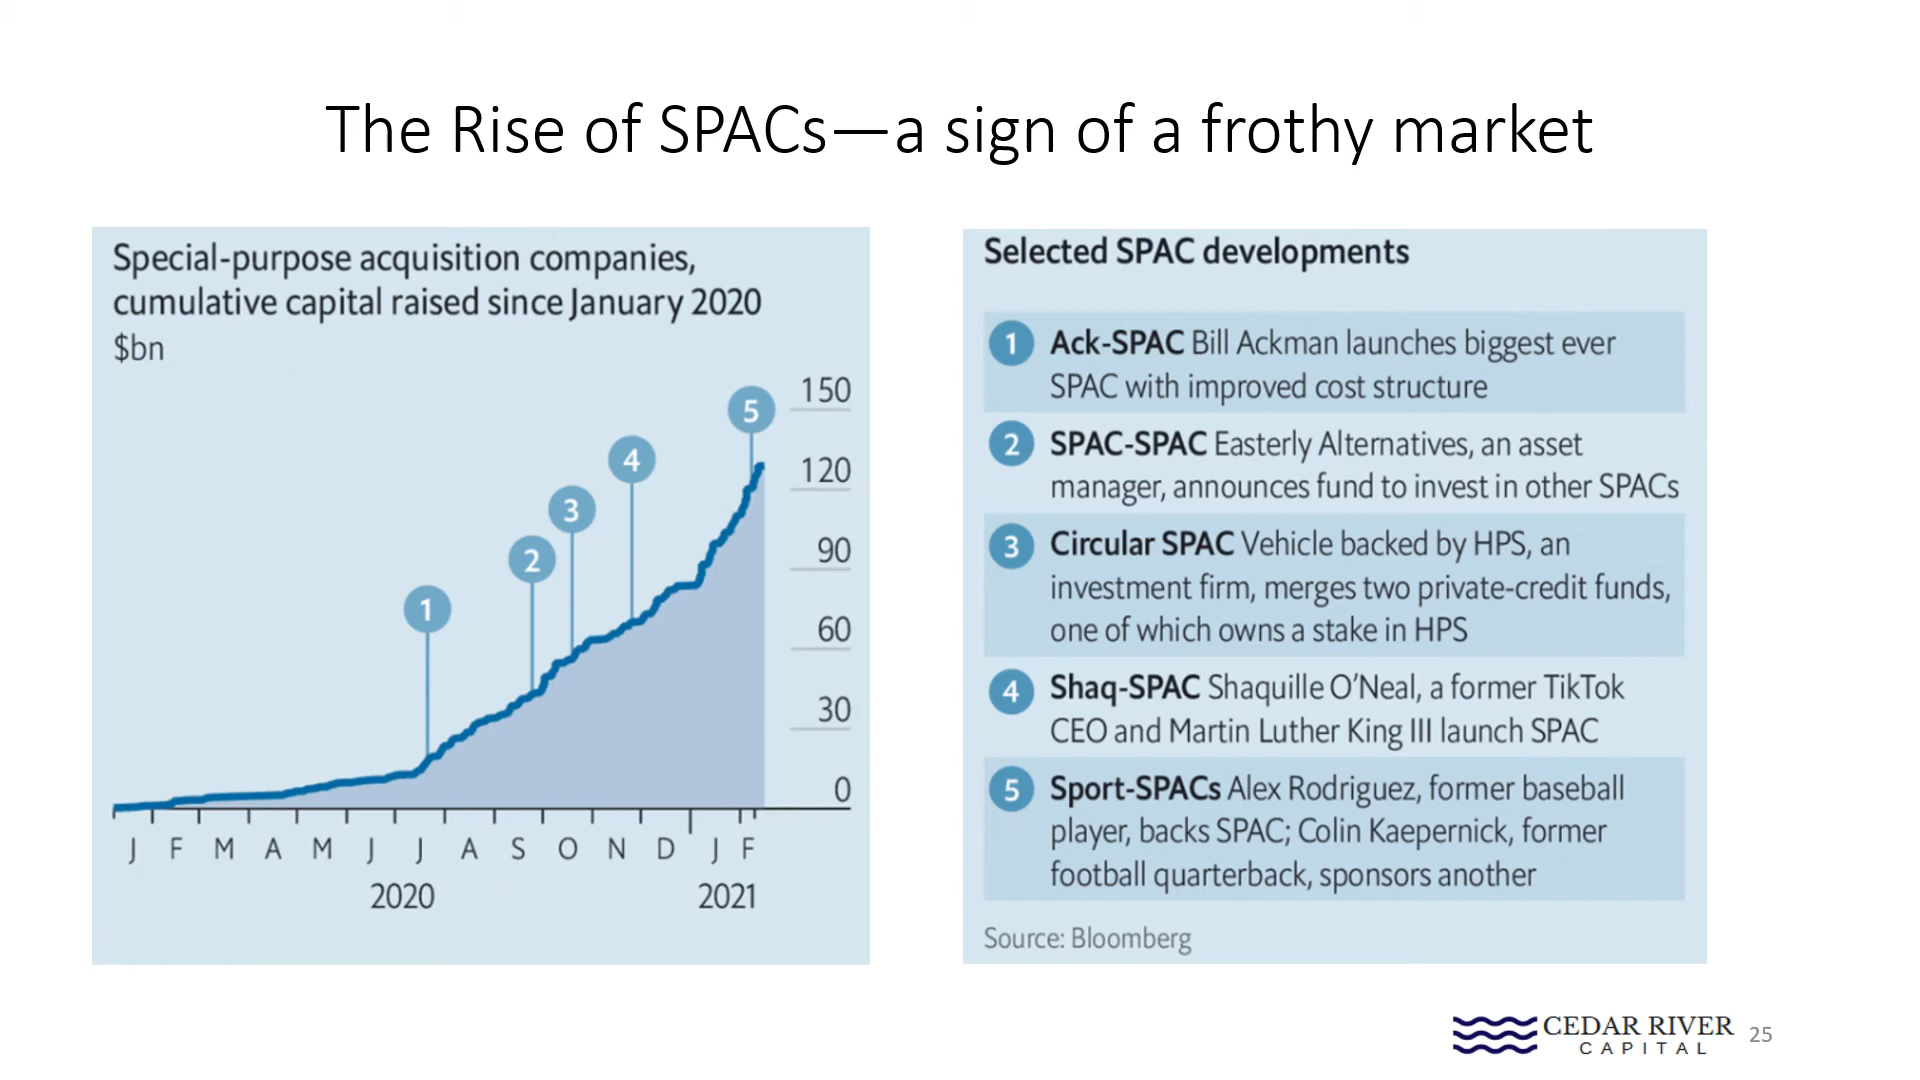 The Rise of SPACs—a sign of a frothy market
Special-purpose acquisition companies,
cumulative capital raised since January 2020
$bn
150
120
90
60
30
0
1
2
3
4
5
J F M A M J J A S O N D J F
2020 2021
Selected SPAC developments
1 Ack-SPAC Bill Ackman launches biggest ever
SPAC with improved cost structure
2 SPAC-SPAC Easterly Alternatives, an asset
manager, announces fund to invest in other SPACs
3 Circular SPAC Vehicle backed by HPS, an
investment firm, merges two private-credit funds,
one of which owns a stake in HPS
4 Shaq-SPAC Shaquille O’Neal, a former TikTok
CEO and Martin Luther King III launch SPAC
5 Sport-SPACs Alex Rodriguez, former baseball
player, backs SPAC; Colin Kaepernick, former
football quarterback, sponsors another
Source: Bloomberg
CEDAR RIVER
CAPITAL
25